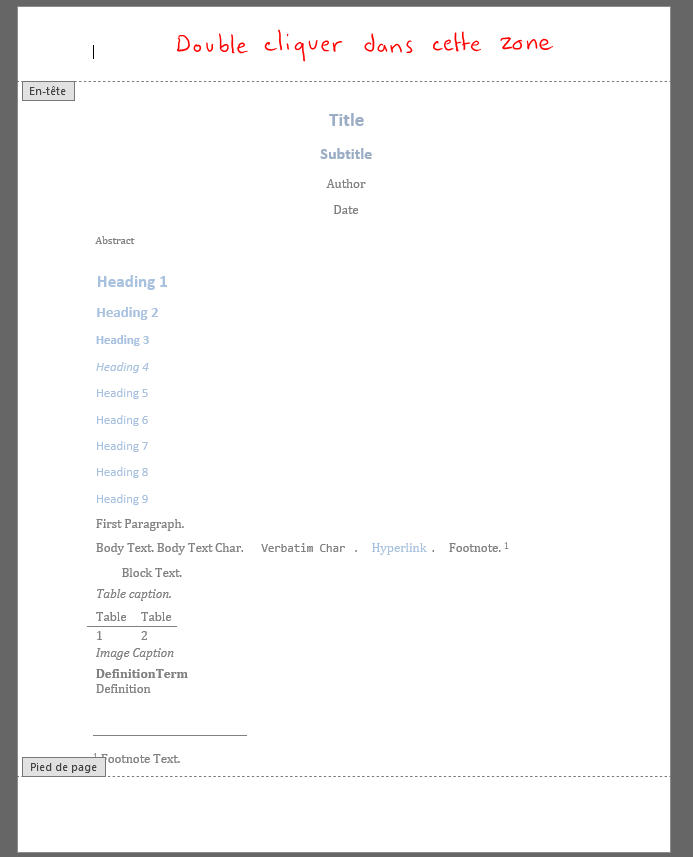 Double cliquer dans cette zone
En-tête
Title
Subtitle
Author
Date
Abstract
Heading 1
Heading 2
Heading 3
Heading 4
Heading 5
Heading 6
Heading 7
Heading 8
Heading 9
First Paragraph.
Body Text. Body Text Char. Verbatim Char . Hyperlink . Footnote. 1
Block Text.
Table caption.
Table Table
1 2
Image Caption
DefinitionTerm
Definition
1 Footnote Text.
Pied de page